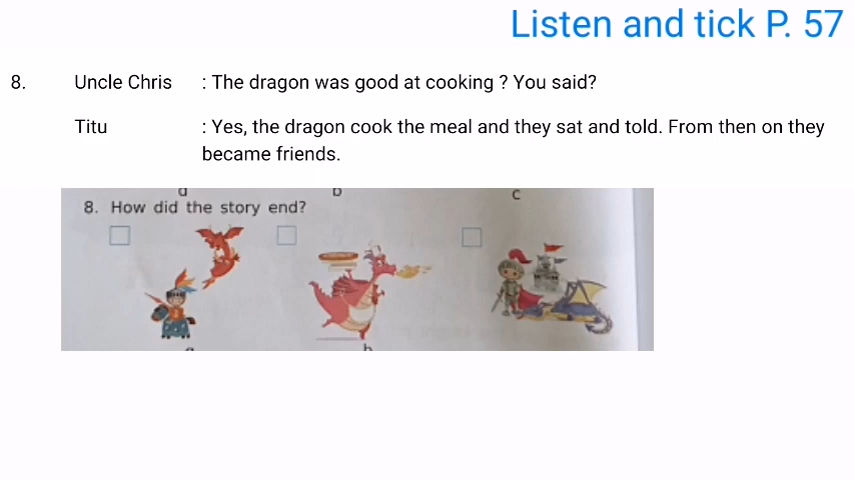 Listen and tick P. 57
8. Uncle Chris : The dragon was good at cooking ? You said?
Titu : Yes, the dragon cook the meal and they sat and told. From then on they
became friends.
a b c
8. How did the story end?